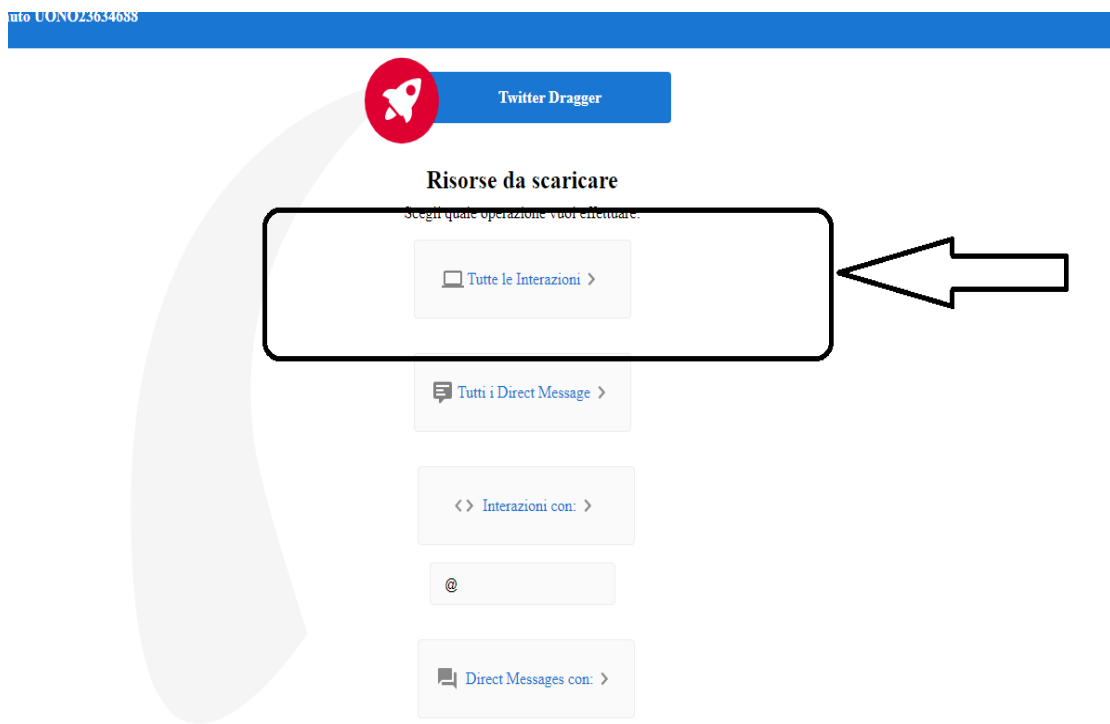 uto UONO23634688
Twitter Dragger
Risorse da scaricare
Scegli quale operazione vuoi effettuare:
Tutte le Interazioni
Tutti i Direct Message
Interazioni con:
@
Direct Messages con: